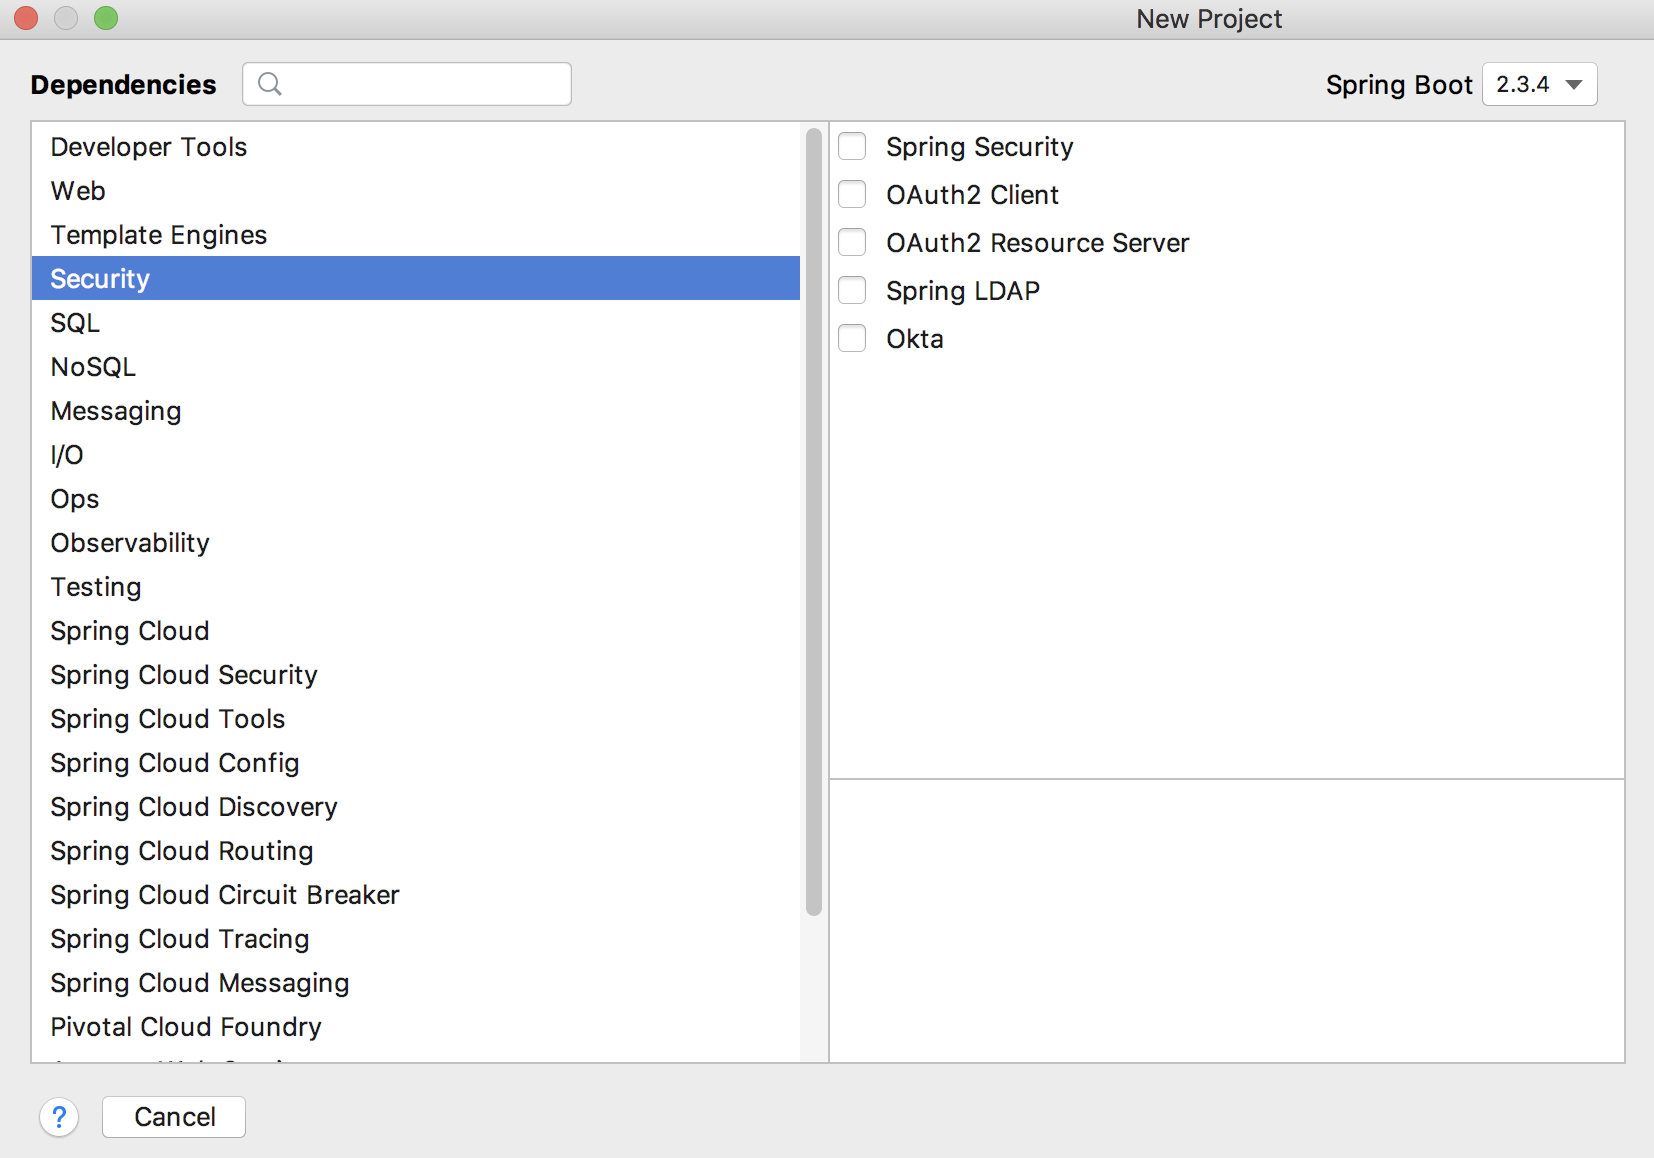 New Project
Dependencies
Spring Boot 2.3.4
Developer Tools
Web
Template Engines
Security
SQL
NoSQL
Messaging
I/O
Ops
Observability
Testing
Spring Cloud
Spring Cloud Security
Spring Cloud Tools
Spring Cloud Config
Spring Cloud Discovery
Spring Cloud Routing
Spring Cloud Circuit Breaker
Spring Cloud Tracing
Spring Cloud Messaging
Pivotal Cloud Foundry
Spring Security
OAuth2 Client
OAuth2 Resource Server
Spring LDAP
Okta
?
Cancel